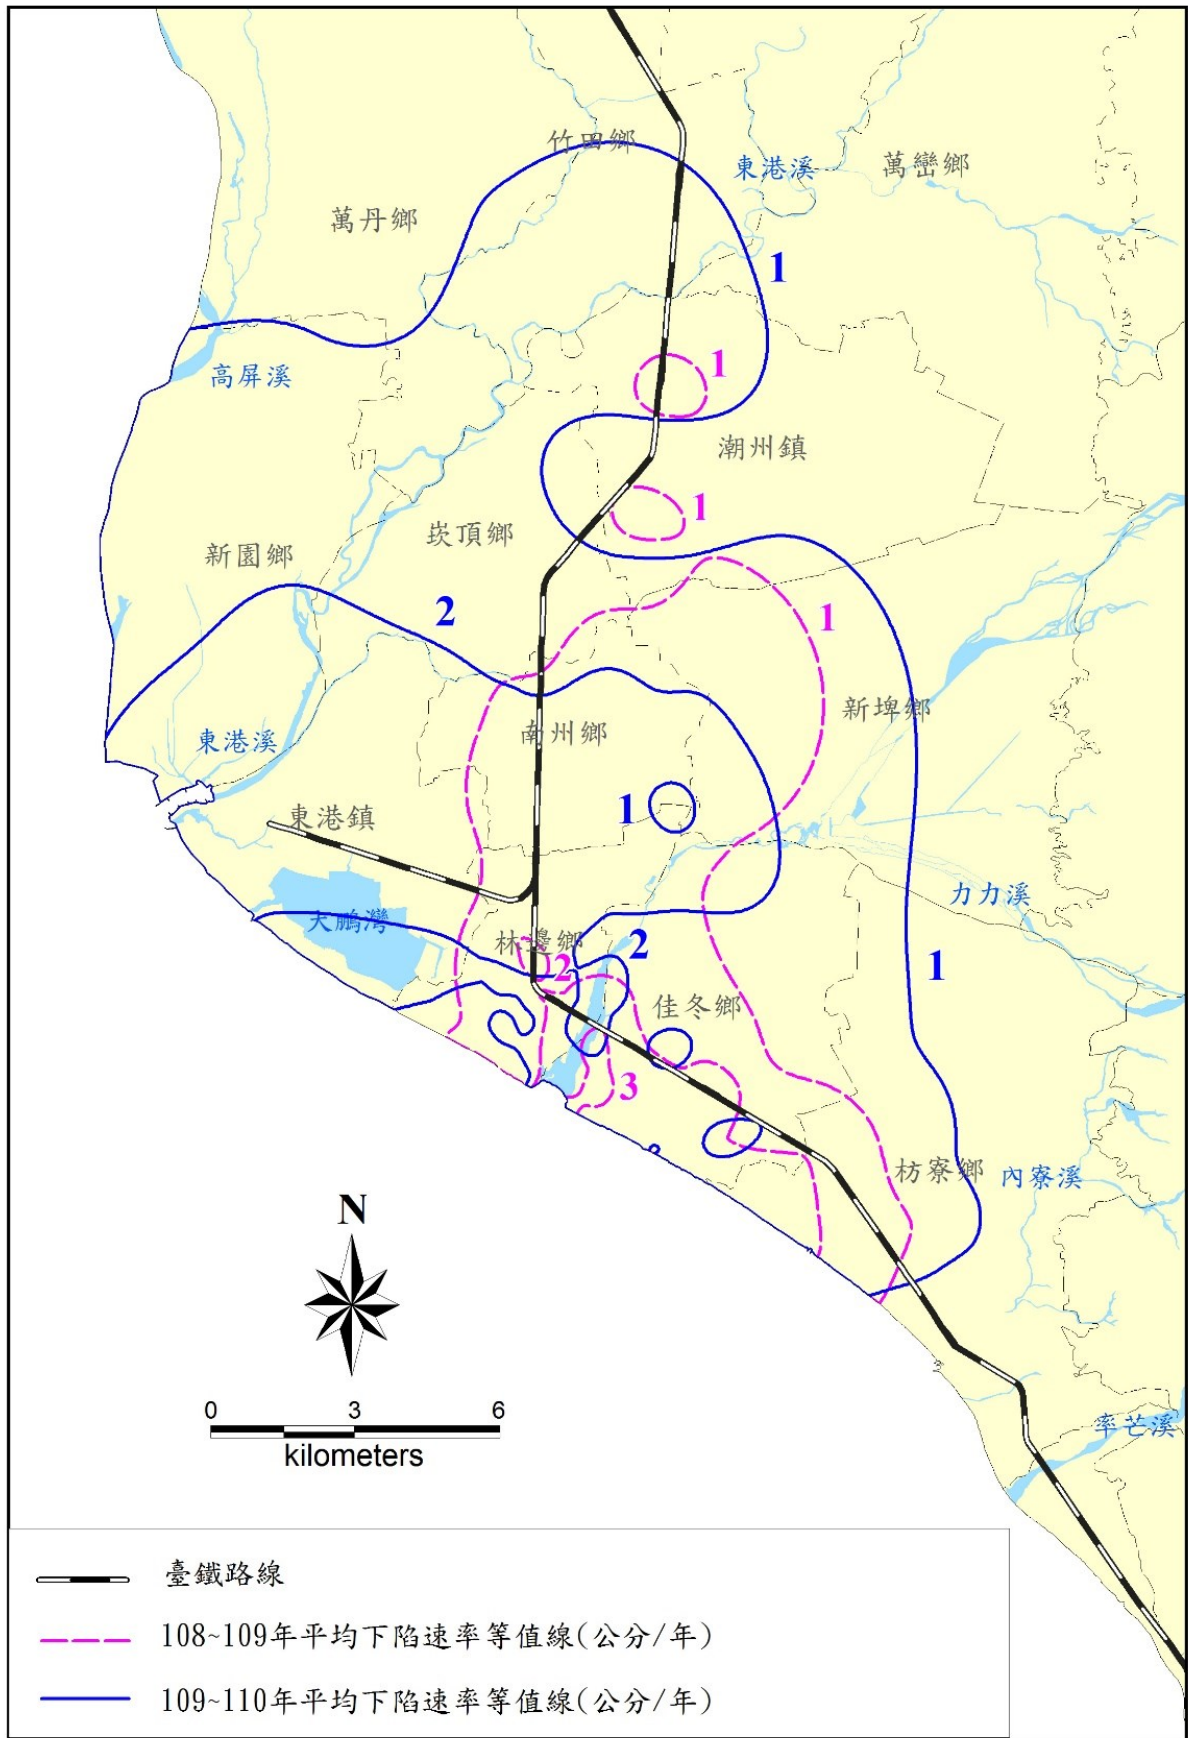 竹田鄉
東港溪
萬巒鄉
萬丹鄉
1
高屏溪
1
潮州鎮
1
崁頂鄉
新園鄉
2
1
新埤鄉
南州鄉
東港溪
1
東港鎮
力力溪
大鵬灣
林邊鄉
2
2
1
佳冬鄉
3
枋寮鄉
內寮溪
N
0 3 6
kilometers
率芒溪
臺鐵路線
108~109年平均下陷速率等值線(公分/年)
109~110年平均下陷速率等值線(公分/年)